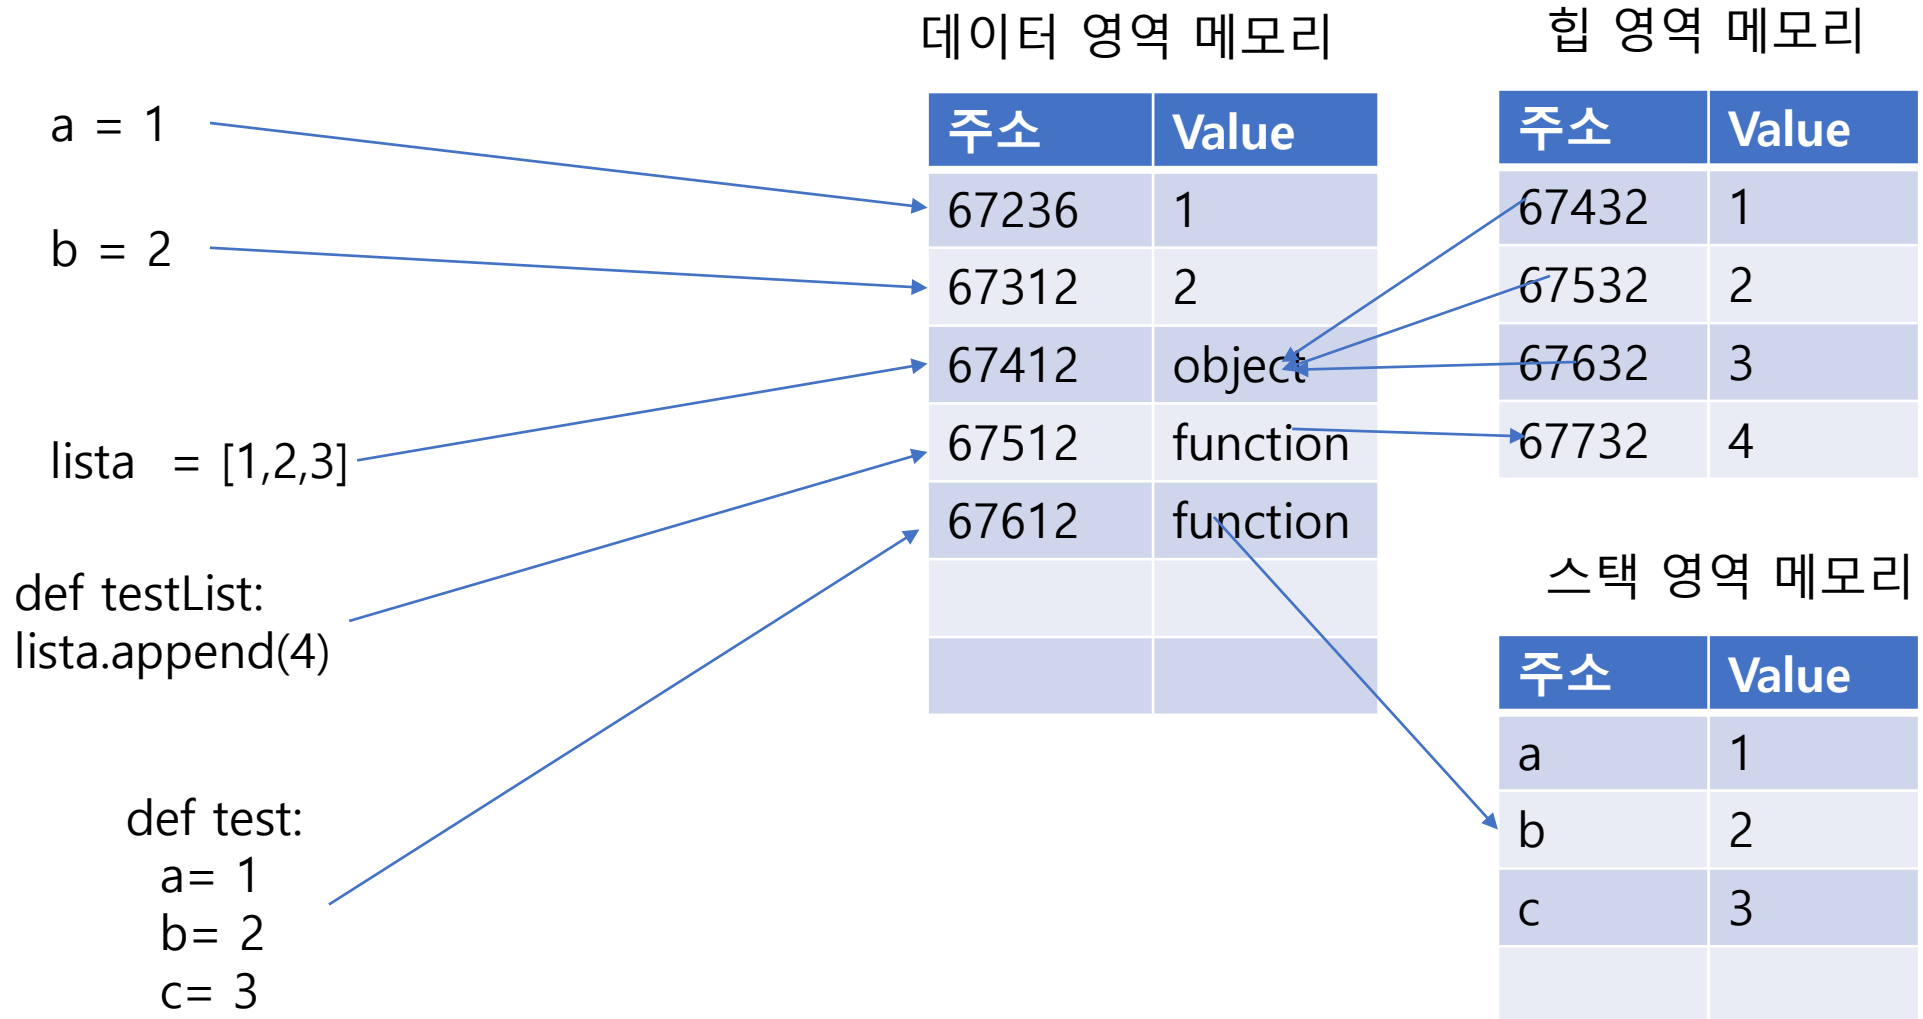 데이터 영역 메모리
힙 영역 메모리
a = 1
b = 2
lista = [1,2,3]
def testList:
lista.append(4)
def test:
a= 1
b= 2
c= 3
주소 Value
67236 1
67312 2
67412 object
67512 function
67612 function
주소 Value
67432 1
67532 2
67632 3
67732 4
스택 영역 메모리
주소 Value
a 1
b 2
c 3